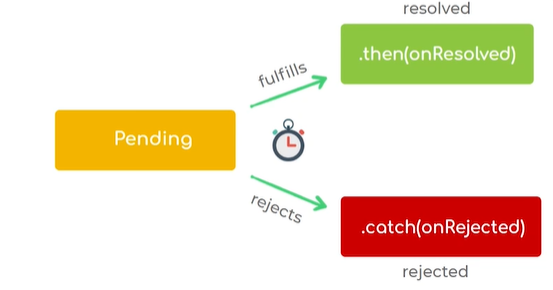 resolved
.then(onResolved)
fulfills
Pending
rejects
.catch(onRejected)
rejected